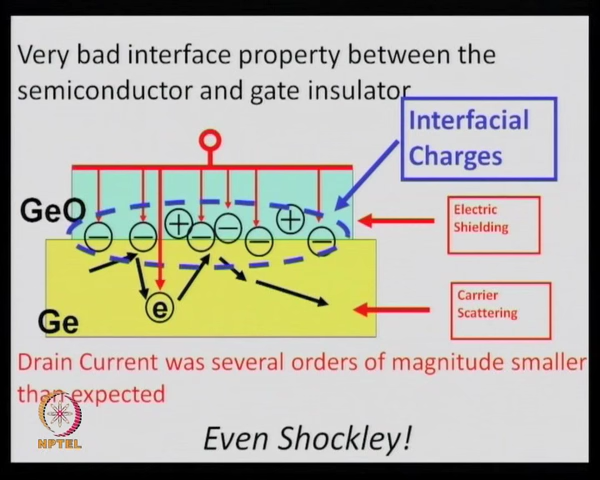 Very bad interface property between the
semiconductor and gate insulator
Interfacial
Charges
GeO
Electric
Shielding
e
Carrier
Scattering
Ge
Drain Current was several orders of magnitude smaller
than expected
NPTEL
Even Shockley!